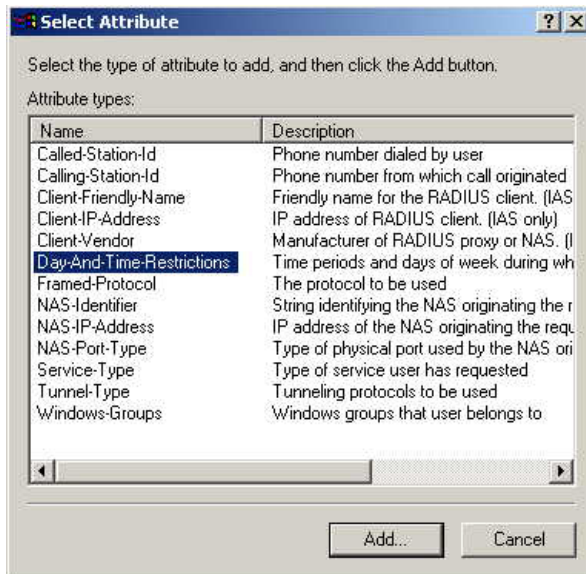 Select Attribute
Select the type of attribute to add, and then click the Add button.
Attribute types:
Name Description
Called-Station-Id Phone number dialed by user
Calling-Station-Id Phone number from which call originated
Client-Friendly-Name Friendly name for the RADIUS client. (IAS
Client-IP-Address IP address of RADIUS client. (IAS only)
Client-Vendor Manufacturer of RADIUS proxy or NAS. (I
Day-And-Time-Restrictions Time periods and days of week during wh
Framed-Protocol The protocol to be used
NAS-Identifier String identifying the NAS originating the r
NAS-IP-Address IP address of the NAS originating the requ
NAS-Port-Type Type of physical port used by the NAS ori
Service-Type Type of service user has requested
Tunnel-Type Tunneling protocols to be used
Windows-Groups Windows groups that user belongs to
Add... Cancel